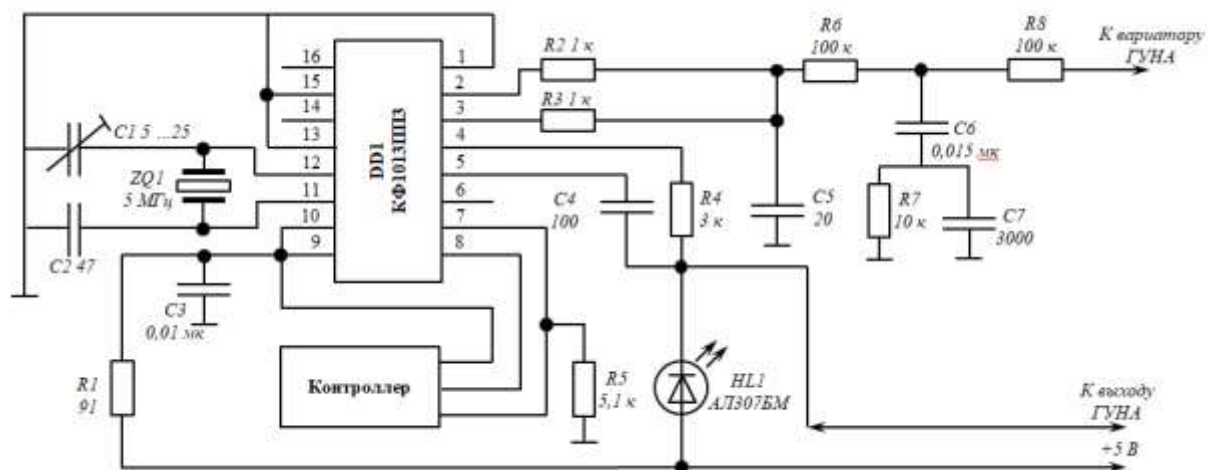 R6
100 к
R8
100 к
К вариатару
ГУНА
R2 1 к
R3 1 к
16
15
14
13
12
11
10
9
DD1
КФ1013ПЦ3
1
2
3
4
5
6
7
8
C1 5 ...25
ZQ1
5 МГц
C2 47
C3
0,01 мк
R1
91
Контроллер
R5
5,1 к
C4
100
R4
3 к
C5
20
C6
0,015 мк
R7
10 к
C7
3000
HL1
АЛ307БМ
К выходу
ГУНА
+5 В